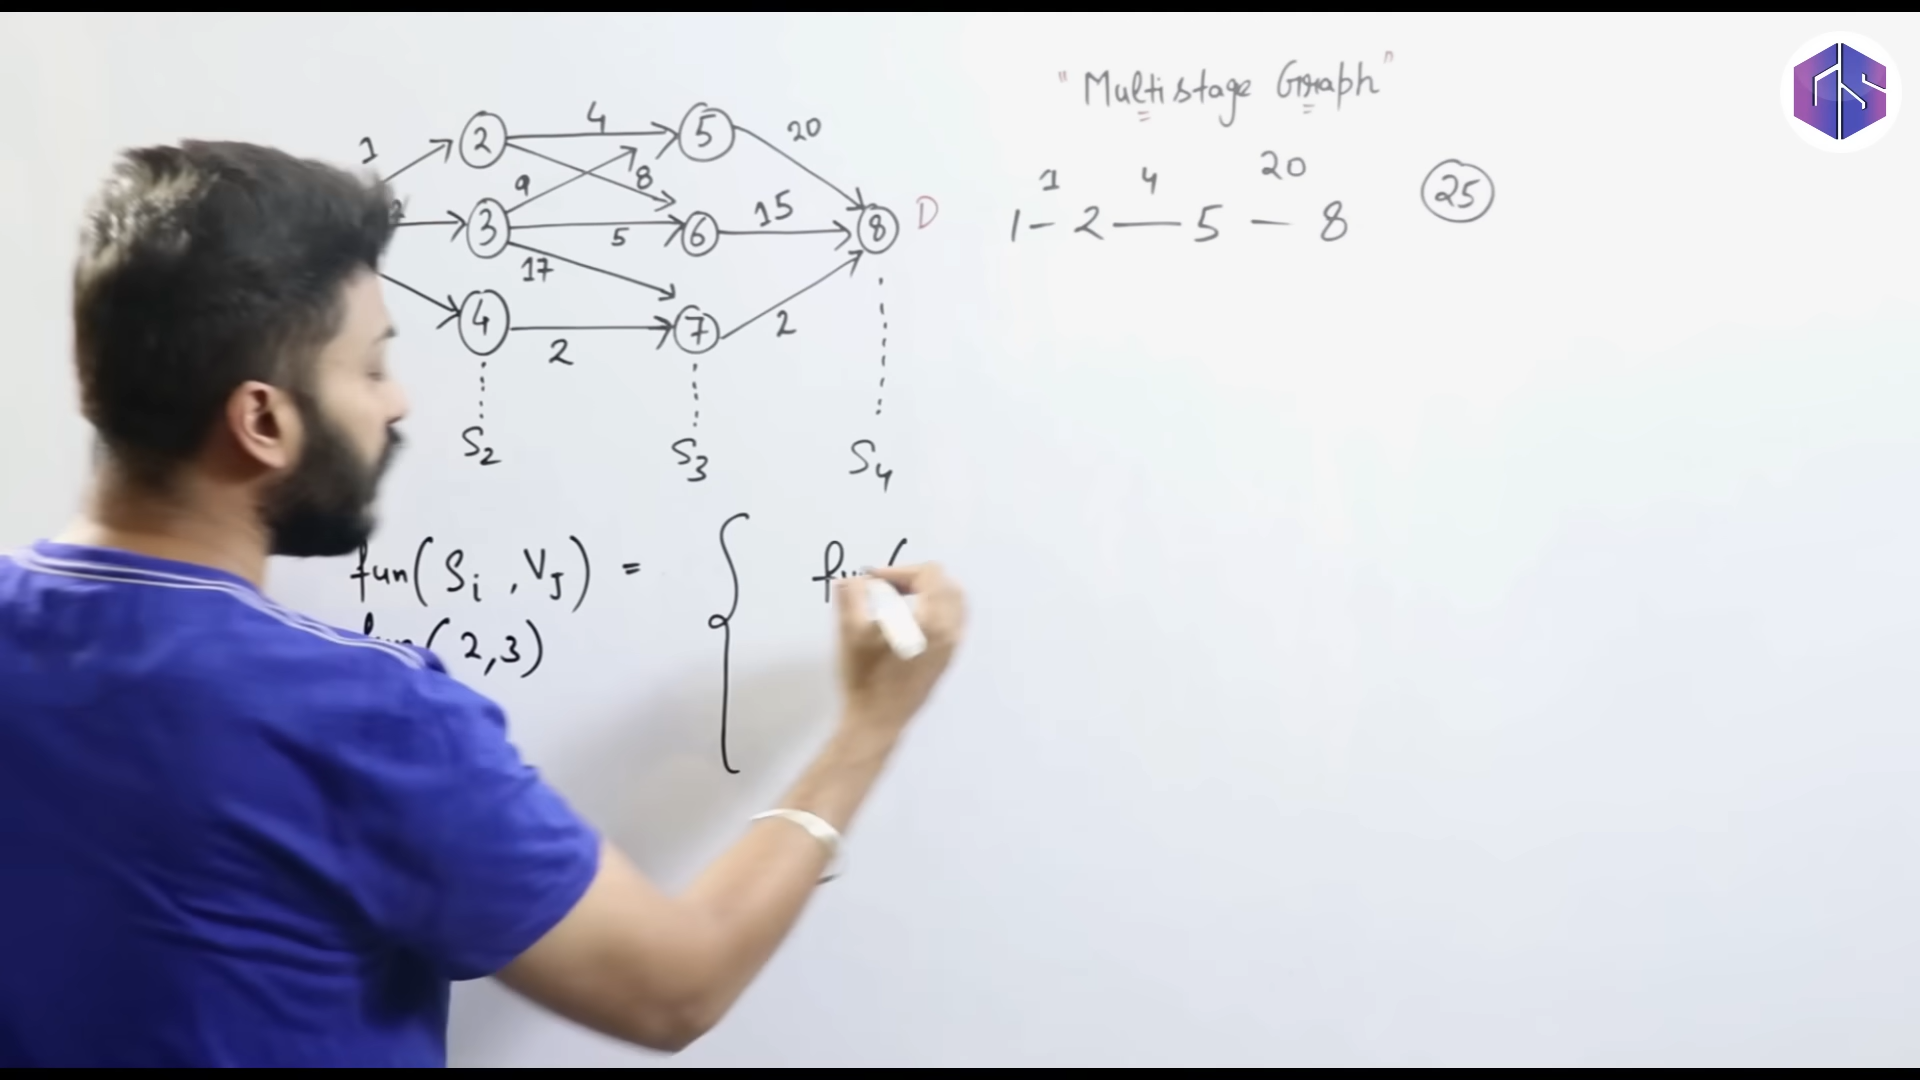 "Multistage Graph"
1
2
4
5
20
9
8
3
5
6
15
8
D
17
4
2
7
2
S2
S3
S4
1 4 20
1 - 2 — 5 — 8
25
fun(Si, VJ) = {
(2,3)